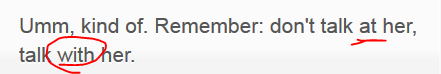 Umm, kind of. Remember: don't talk at her,
talk with her.